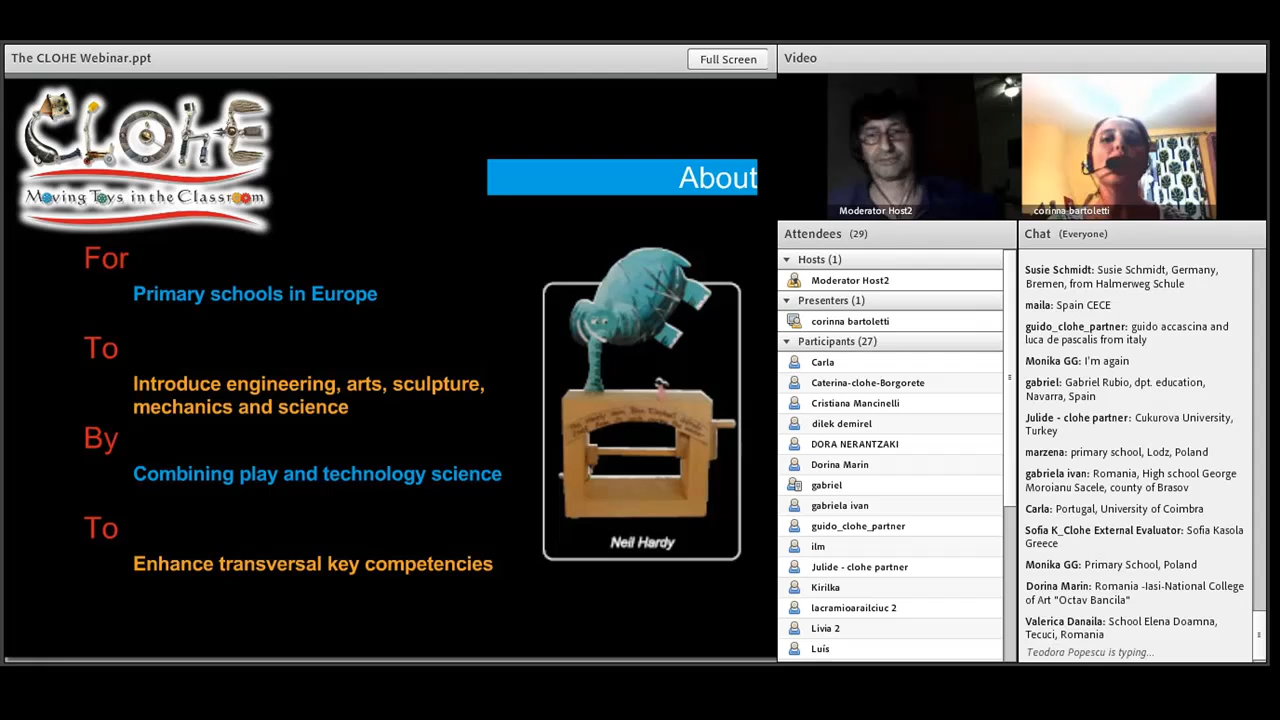 The CLOHE Webinar.ppt
Full Screen
CLOHE
Moving Toys in the Classroom
About
For
Primary schools in Europe
To
Introduce engineering, arts, sculpture,
mechanics and science
By
Combining play and technology science
To
Enhance transversal key competencies
Neil Hardy
Video
Moderator Host2
corinna bartoletti
Attendees (29)
Hosts (1)
Moderator Host2
Presenters (1)
corinna bartoletti
Participants (27)
Carla
Caterina-clohe-Borgorete
Cristiana Mancinelli
dilek demirel
DORA NERANTZAKI
Dorina Marin
gabriel
gabriela ivan
guido_clohe_partner
ilm
Julide - clohe partner
Kirilka
lacramioarailciuc 2
Livia 2
Luís
Chat (Everyone)
Susie Schmidt: Susie Schmidt, Germany,
Bremen, from Halmerweg Schule
maila: Spain CECE
guido_clohe_partner: guido accascina and
luca de pascalis from italy
Monika GG: I'm again
gabriel: Gabriel Rubio, dpt. education,
Navarra, Spain
Julide - clohe partner: Cukurova University,
Turkey
marzena: primary school, Lodz, Poland
gabriela ivan: Romania, High school George
Moroianu Sacele, county of Brasov
Carla: Portugal, University of Coimbra
Sofia K_Clohe External Evaluator: Sofia Kasola
Greece
Monika GG: Primary School, Poland
Dorina Marin: Romania -Iasi-National College
of Art "Octav Bancila"
Valerica Danaila: School Elena Doamna,
Tecuci, Romania
Teodora Popescu is typing...